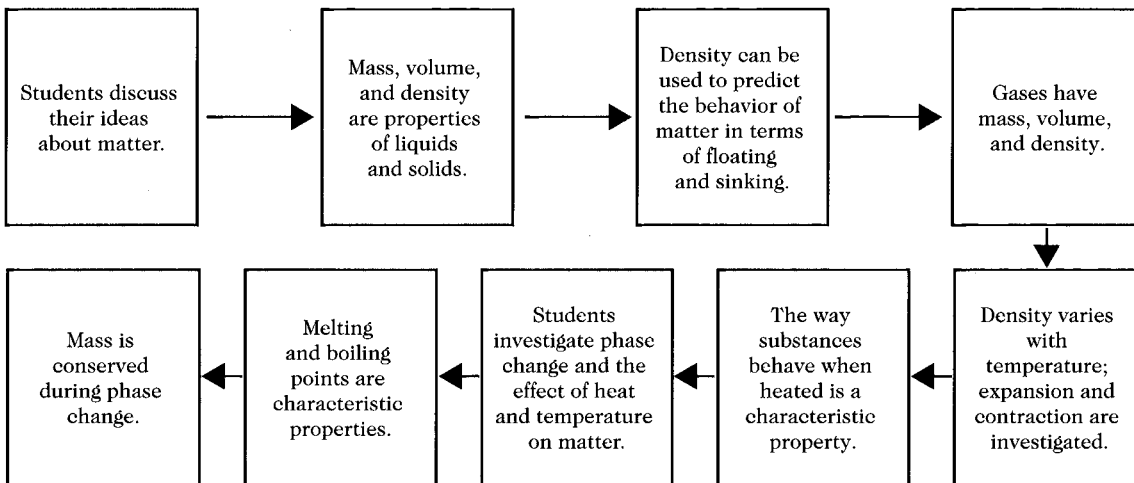 Students discuss
their ideas
about matter.
Mass, volume,
and density
are properties
of liquids
and solids.
Density can be
used to predict
the behavior of
matter in terms
of floating
and sinking.
Gases have
mass, volume,
and density.
Density varies
with
temperature;
expansion and
contraction are
investigated.
The way
substances
behave when
heated is a
characteristic
property.
Students
investigate phase
change and the
effect of heat
and temperature
on matter.
Melting
and boiling
points are
characteristic
properties.
Mass is
conserved
during phase
change.